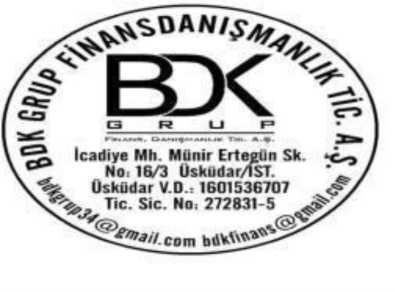 BDK GRUP FİNANSDANIŞMANLIK TİC. A.Ş.
BDK
GRUP
FİNANS, DANIŞMANLIK TİC. A.Ş.
İcadiye Mh. Münir Ertegün Sk.
No: 16/3 Üsküdar/İST.
Üsküdar V.D.: 1601536707
Tic. Sic. No: 272831-5
bdkgrup34@gmail.com bdkfinans@gmail.com